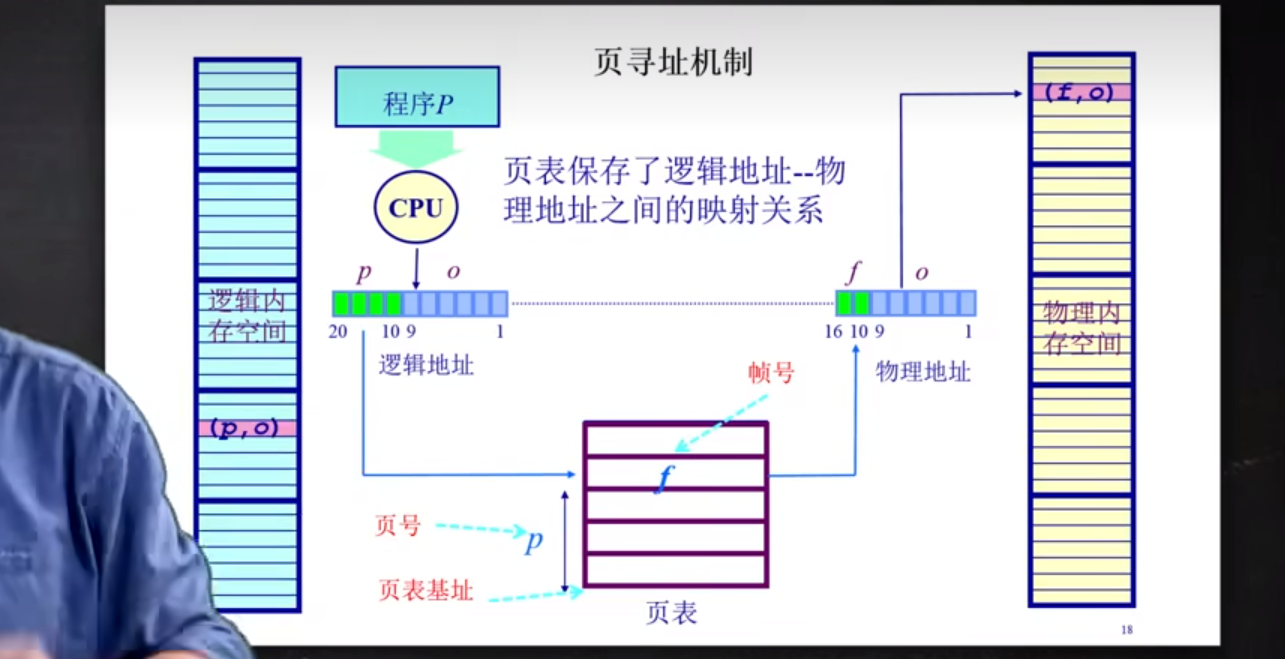 页寻址机制
程序P
CPU
页表保存了逻辑地址--物
理地址之间的映射关系
(f,o)
p o
f o
20 10 9 1
16 10 9 1
逻辑地址
物理地址
逻辑内
存空间
物理内
存空间
(p,o)
帧号
f
页号
p
页表基址
页表
18